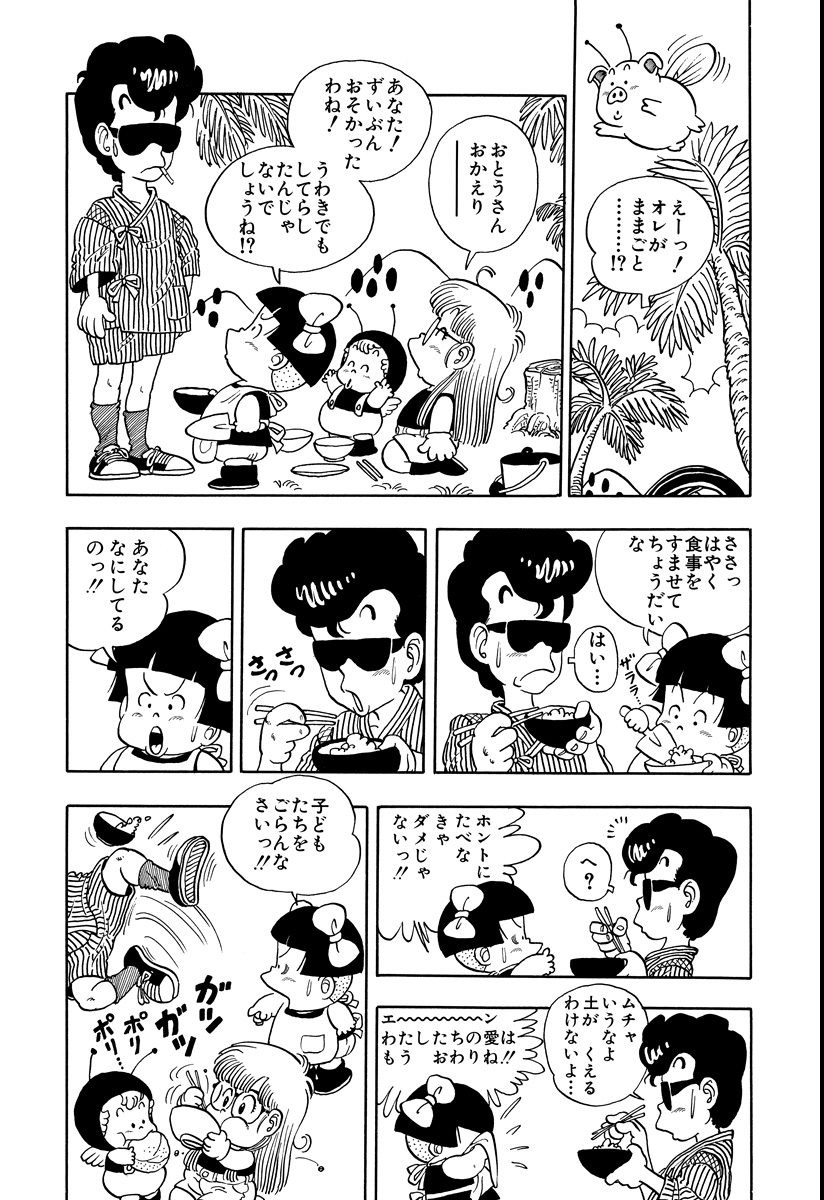 えーっ!
オレが
ままごと
………!?
おとうさん
おかえり
───
あなた!
ずいぶん
おそかった
わね!
うわきでも
してらし
たんじゃ
ないで
しょうね!?
ささっ
はやく
食事を
すませて
ちょうだい
な
ザラララ…
はい…
さっさっ
あなた
なにしてる
のっ!!
へ?
ホントに
たべな
きゃ
ダメじゃ
ないっ!!
ムチャ
いうなよ
土が くえる
わけないよ…
エ〜〜〜〜〜ン
わたしたちの愛は
もう おわりね!!
子ども
たちを
ごらんな
さいっ!!
ガツ
ガツ
ポリ
ポリ